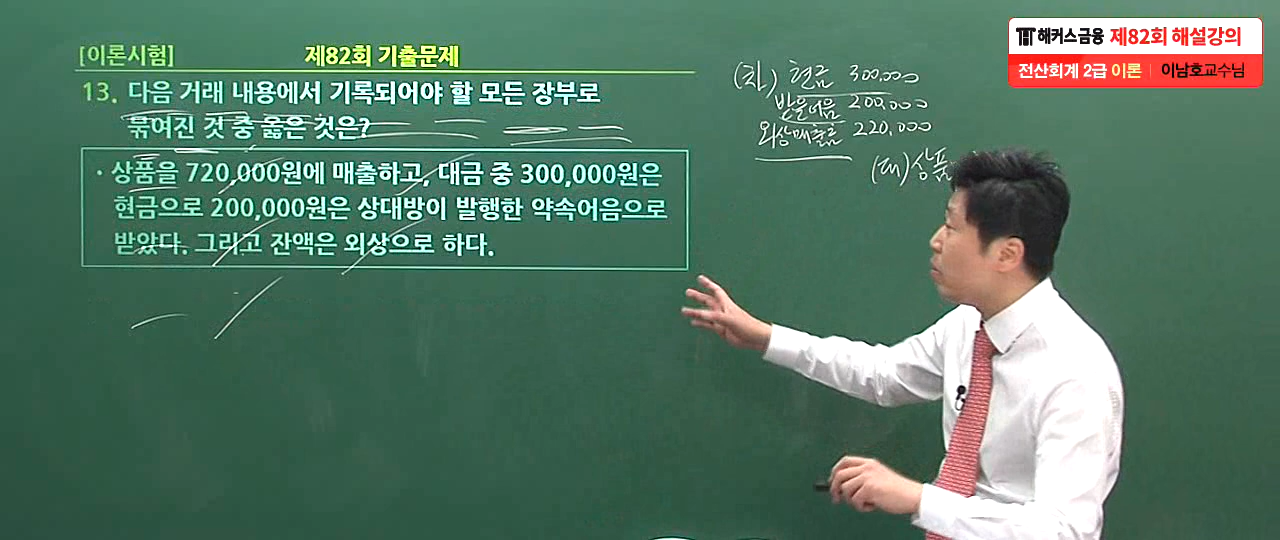 [이론시험] 제82회 기출문제
13. 다음 거래 내용에서 기록되어야 할 모든 장부로
묶여진 것 중 옳은 것은?
· 상품을 720,000원에 매출하고, 대금 중 300,000원은
현금으로 200,000원은 상대방이 발행한 약속어음으로
받았다. 그리고 잔액은 외상으로 하다.
(차) 현금 300,000
받을어음 200,000
외상매출금 220,000
(대) 상품
해커스금융 제82회 해설강의
전산회계 2급 이론 | 이남호교수님